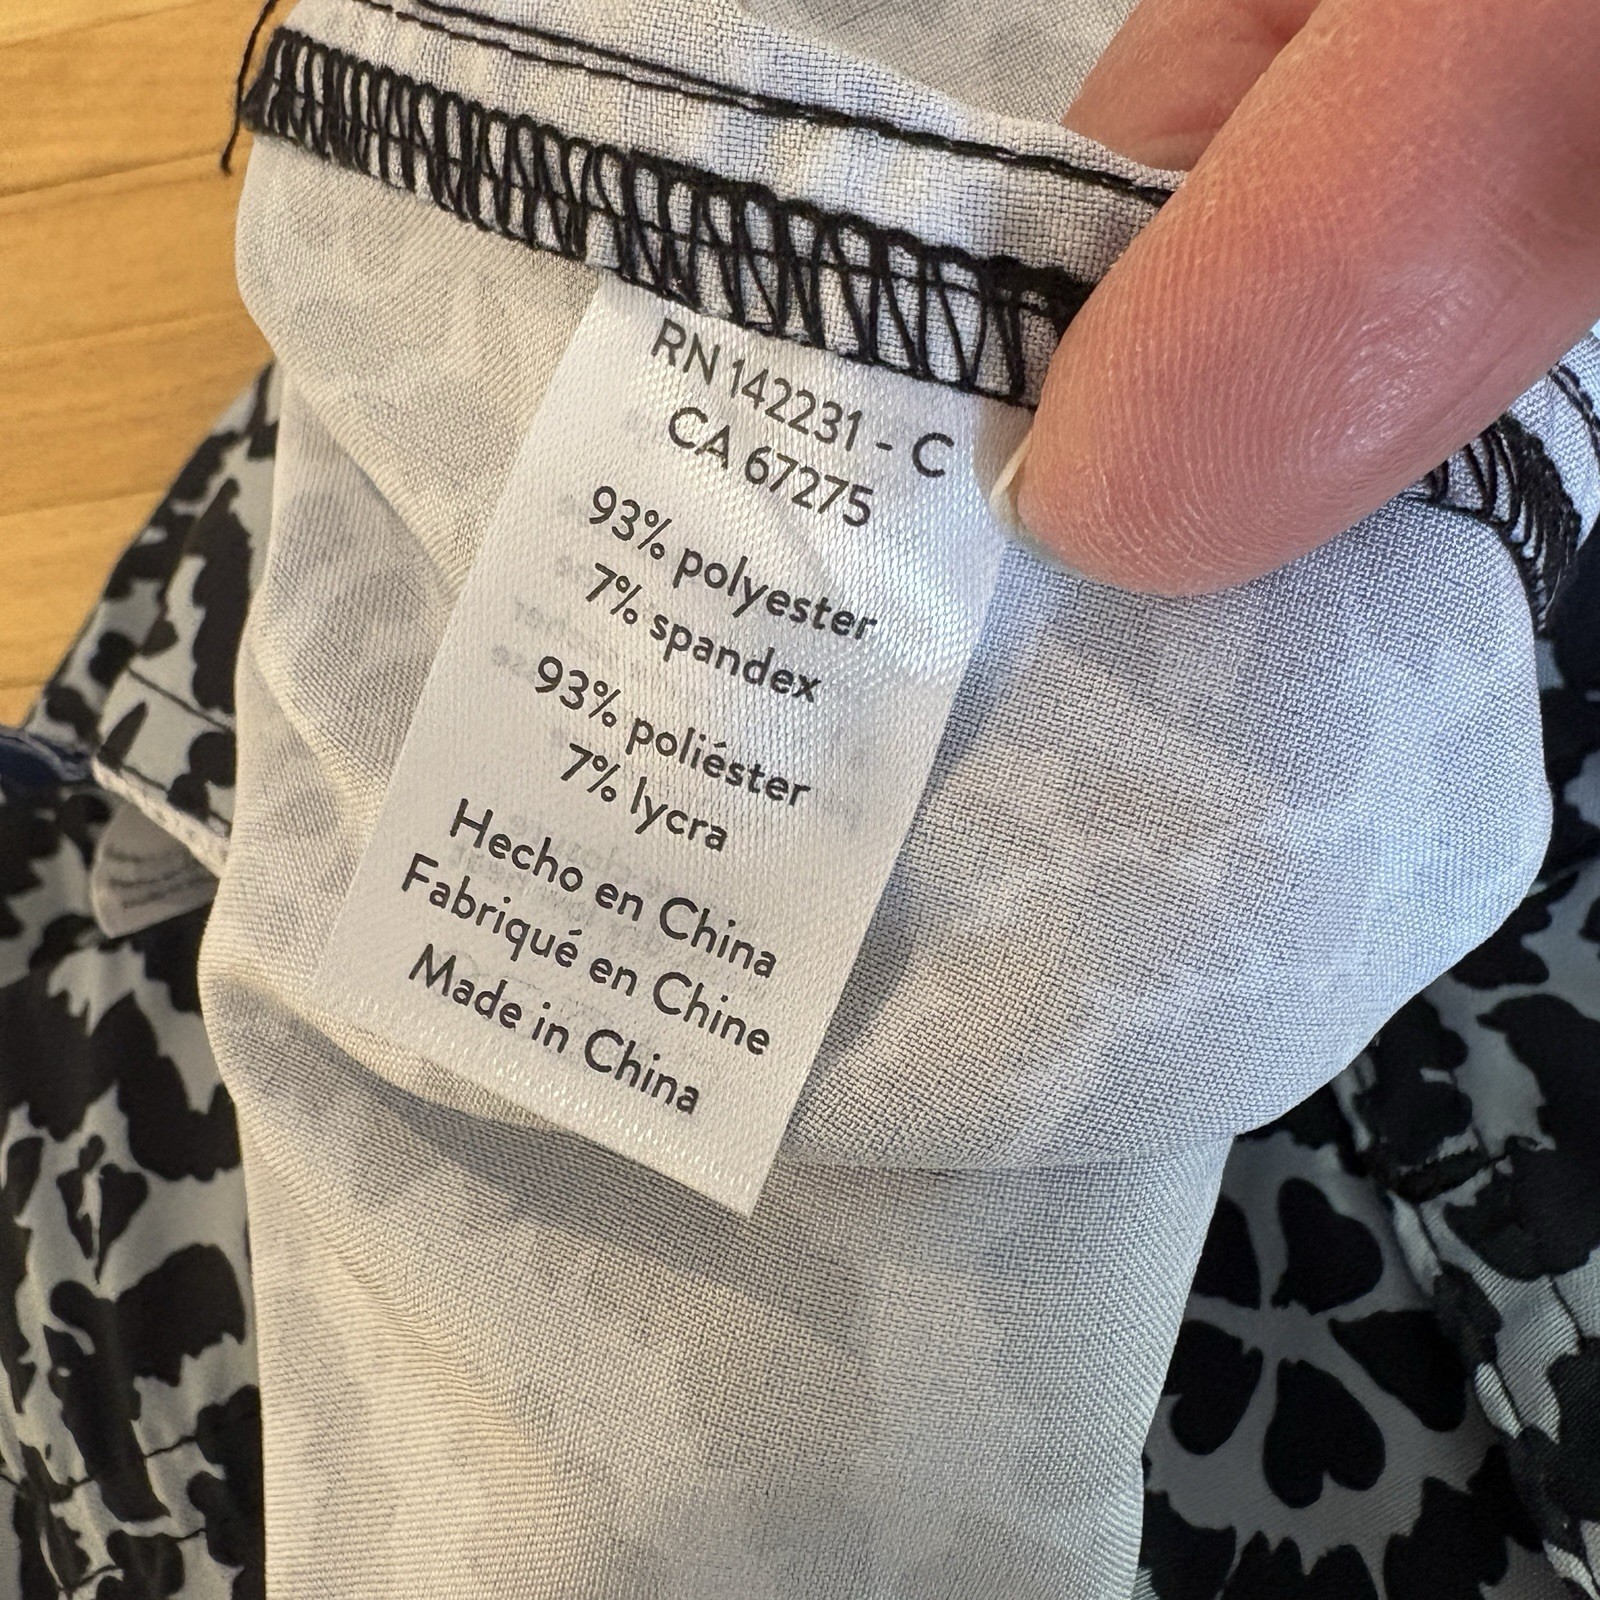 RN 142231 - C
CA 67275
93% polyester
7% spandex
93% poliéster
7% lycra
Hecho en China
Fabriqué en Chine
Made in China